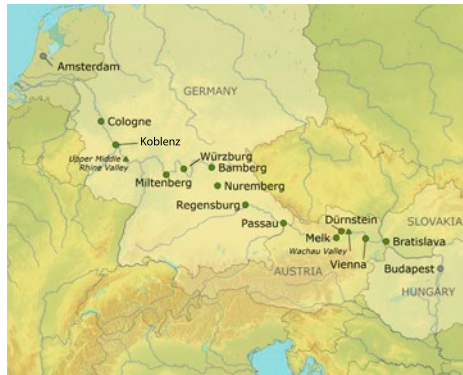 Amsterdam
GERMANY
Cologne
Koblenz
Upper Middle
Rhine Valley
Würzburg
Bamberg
Miltenberg
Nuremberg
Regensburg
Passau
Dürnstein
SLOVAKIA
Melk
Bratislava
Wachau Valley
Vienna
Budapest
AUSTRIA
HUNGARY